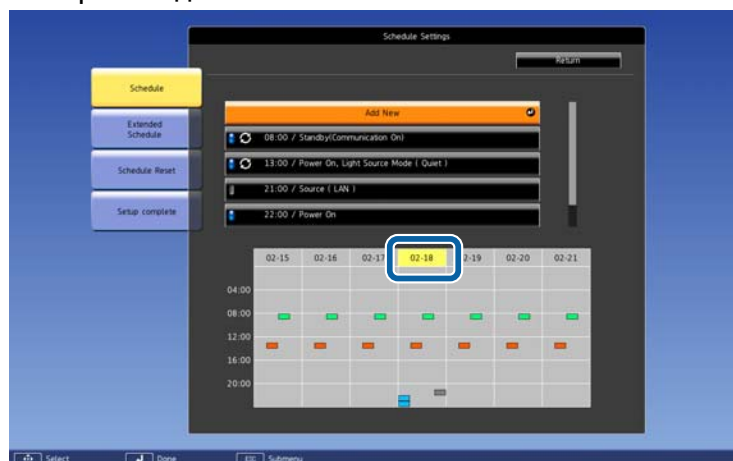 Schedule Settings
Return
Schedule
Extended
Schedule
Schedule Reset
Setup complete
Add New
08:00 / Standby(Communication On)
13:00 / Power On, Light Source Mode ( Quiet )
21:00 / Source ( LAN )
22:00 / Power On
02-15 02-16 02-17 02-18 2-19 02-20 02-21
04:00
08:00
12:00
16:00
20:00
Select Done Esc Submenu